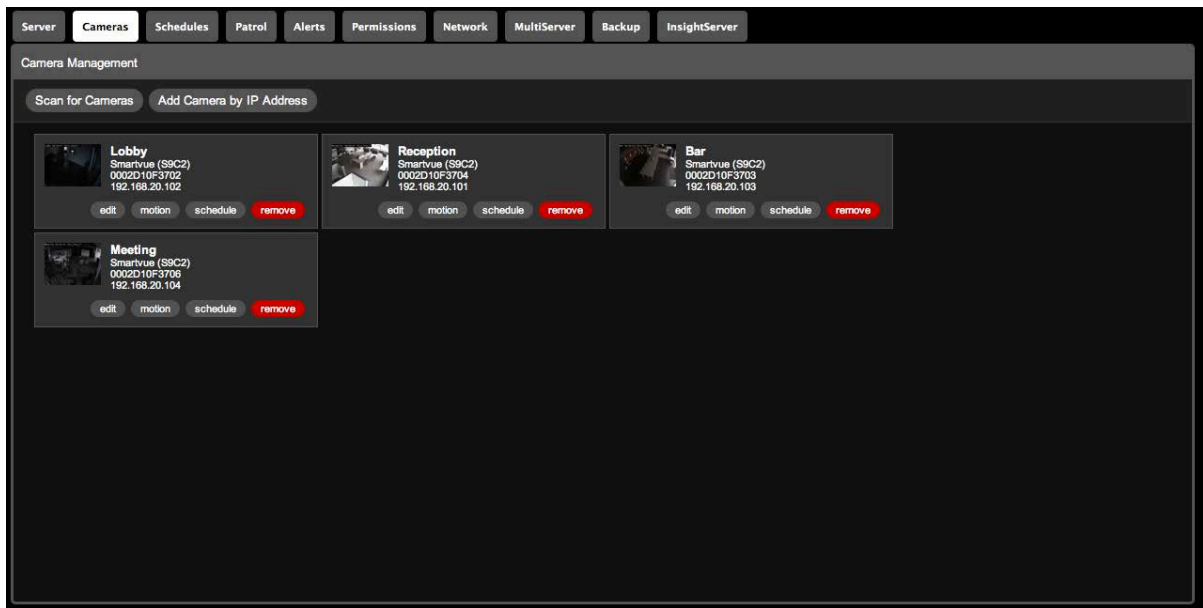 Server Cameras Schedules Patrol Alerts Permissions Network MultiServer Backup InsightServer
Camera Management
Scan for Cameras Add Camera by IP Address
Lobby
Smartvue (S9C2)
0002D10F3702
192.168.20.102
edit motion schedule remove
Reception
Smartvue (S9C2)
0002D10F3704
192.168.20.101
edit motion schedule remove
Bar
Smartvue (S9C2)
0002D10F3703
192.168.20.103
edit motion schedule remove
Meeting
Smartvue (S9C2)
0002D10F3706
192.168.20.104
edit motion schedule remove